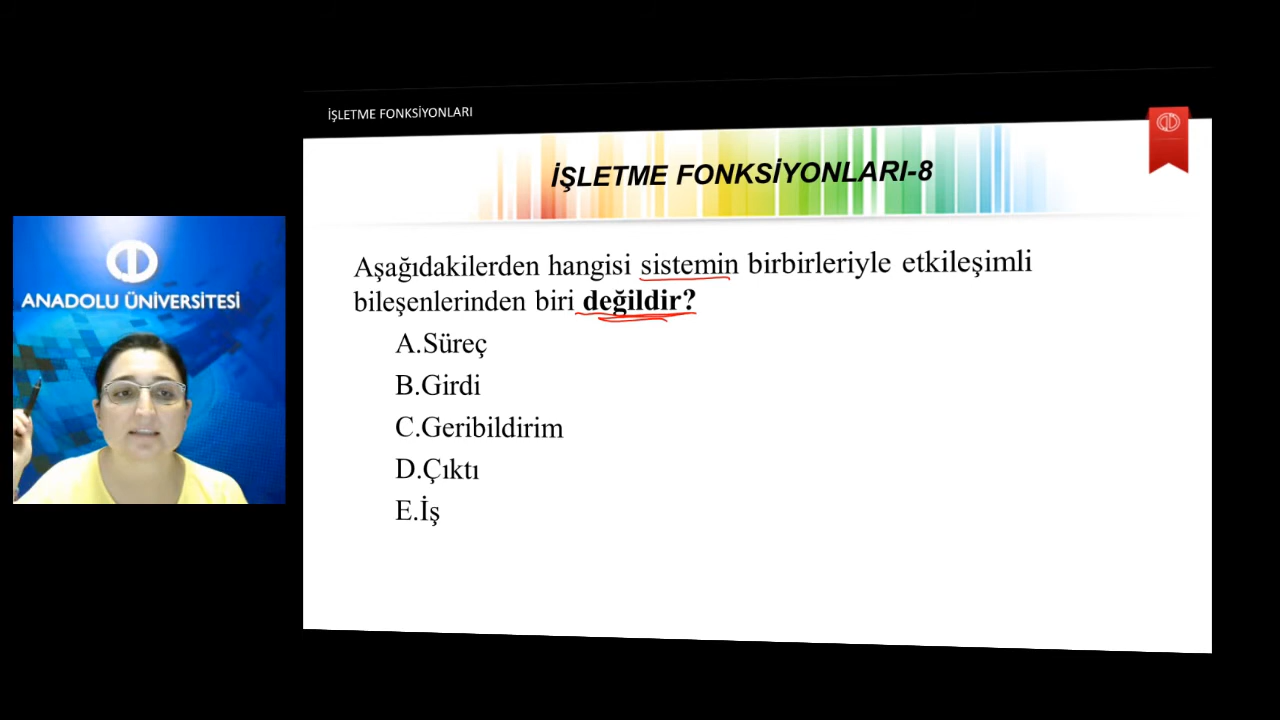 İŞLETME FONKSİYONLARI
İŞLETME FONKSİYONLARI-8
ANADOLU ÜNİVERSİTESİ
Aşağıdakilerden hangisi sistemin birbirleriyle etkileşimli
bileşenlerinden biri değildir?
A.Süreç
B.Girdi
C.Geribildirim
D.Çıktı
E.İş